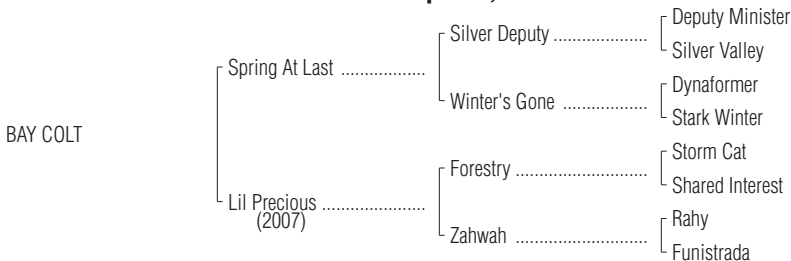 Deputy Minister
Silver Deputy ....................
Silver Valley
Spring At Last ..................
Dynaformer
Winter's Gone ..................
Stark Winter
BAY COLT
Storm Cat
Forestry ............................
Shared Interest
Lil Precious ......................
(2007)
Rahy
Zahwah ............................
Funistrada